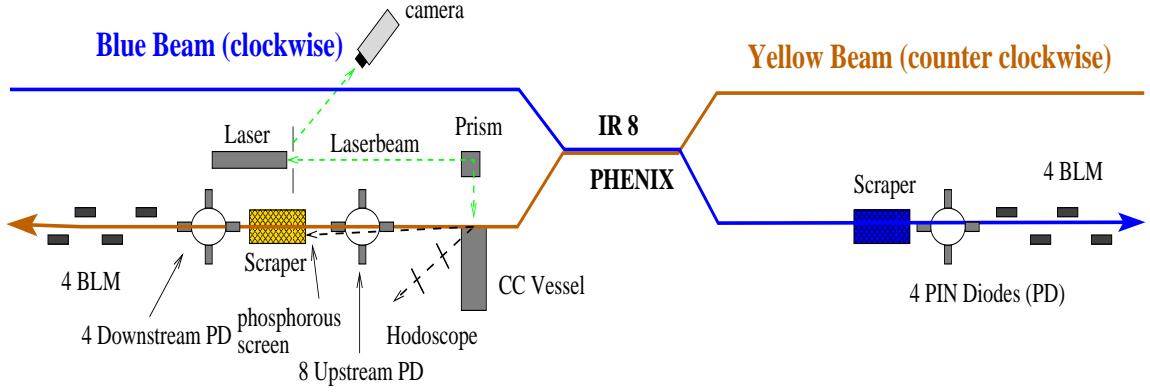 camera
Blue Beam (clockwise)
Yellow Beam (counter clockwise)
Laser
Laserbeam
Prism
IR 8
PHENIX
Scraper
4 BLM
4 BLM
Scraper
CC Vessel
4 PIN Diodes (PD)
4 Downstream PD
phosphorous
screen
Hodoscope
8 Upstream PD